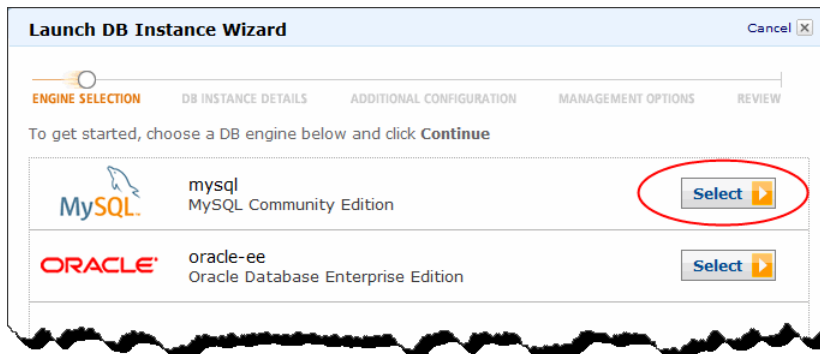 Launch DB Instance Wizard
Cancel
ENGINE SELECTION DB INSTANCE DETAILS ADDITIONAL CONFIGURATION MANAGEMENT OPTIONS REVIEW
To get started, choose a DB engine below and click Continue
MySQL
mysql
MySQL Community Edition
Select
ORACLE
oracle-ee
Oracle Database Enterprise Edition
Select